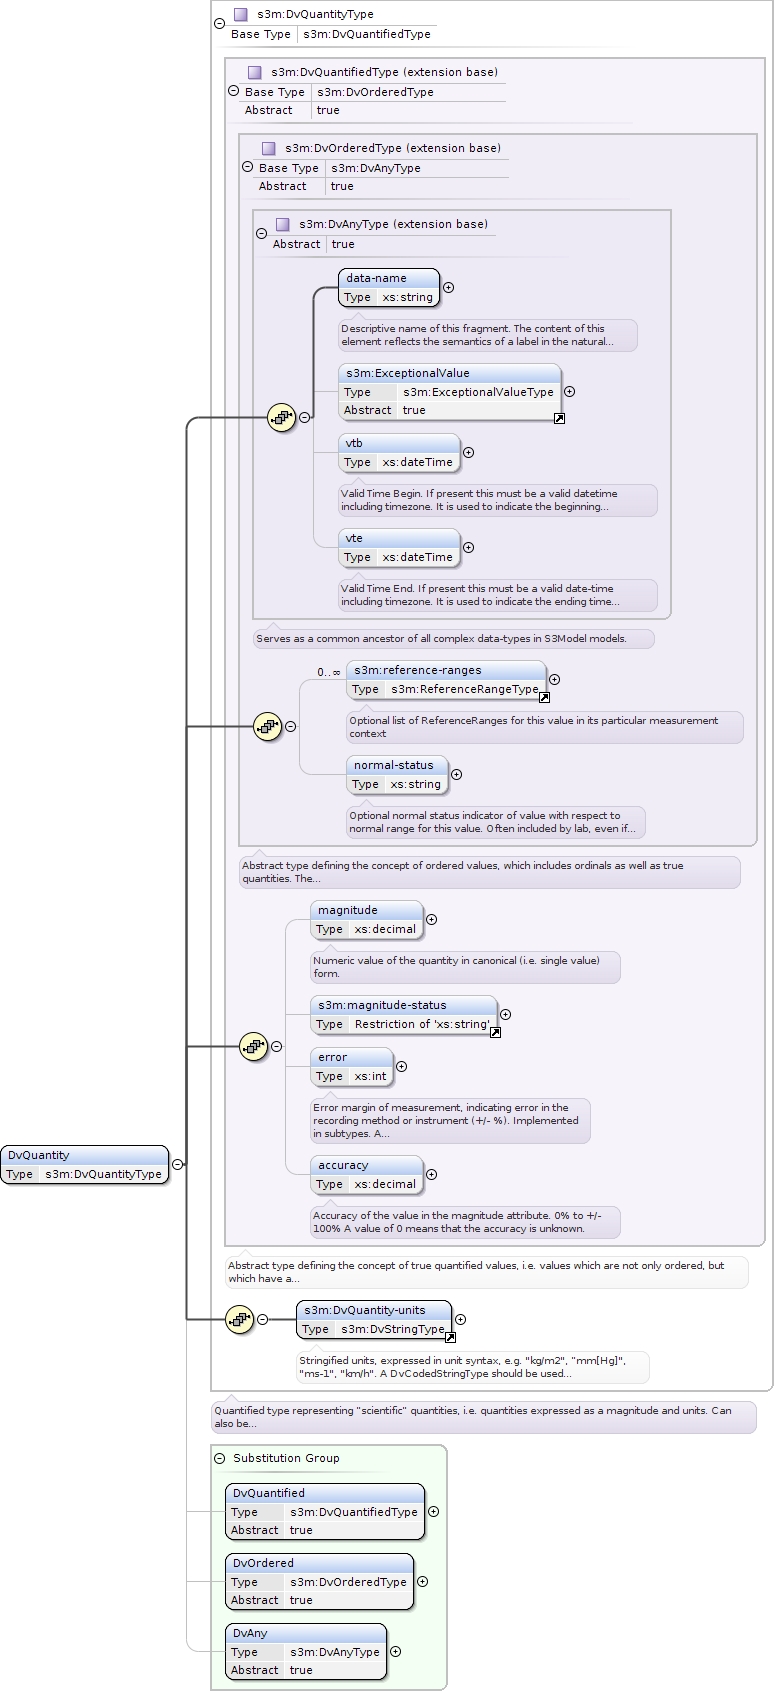 s3m:DvQuantityType
Base Type s3m:DvQuantifiedType
s3m:DvQuantifiedType (extension base)
Base Type s3m:DvOrderedType
Abstract true
s3m:DvOrderedType (extension base)
Base Type s3m:DvAnyType
Abstract true
s3m:DvAnyType (extension base)
Abstract true
data-name
Type xs:string
Descriptive name of this fragment. The content of this
element reflects the semantics of a label in the natural...
s3m:ExceptionalValue
Type s3m:ExceptionalValueType
Abstract true
vtb
Type xs:dateTime
Valid Time Begin. If present this must be a valid datetime
including timezone. It is used to indicate the beginning...
vte
Type xs:dateTime
Valid Time End. If present this must be a valid date-time
including timezone. It is used to indicate the ending time...
Serves as a common ancestor of all complex data-types in S3Model models.
0..∞
s3m:reference-ranges
Type s3m:ReferenceRangeType
Optional list of ReferenceRanges for this value in its particular measurement
context
normal-status
Type xs:string
Optional normal status indicator of value with respect to
normal range for this value. Often included by lab, even if...
Abstract type defining the concept of ordered values, which includes ordinals as well as true
quantities. The...
magnitude
Type xs:decimal
Numeric value of the quantity in canonical (i.e. single value)
form.
s3m:magnitude-status
Type Restriction of 'xs:string'
error
Type xs:int
Error margin of measurement, indicating error in the
recording method or instrument (+/- %). Implemented
in subtypes. A...
accuracy
Type xs:decimal
Accuracy of the value in the magnitude attribute. 0% to +/-
100% A value of 0 means that the accuracy is unknown.
DvQuantity
Type s3m:DvQuantityType
Abstract type defining the concept of true quantified values, i.e. values which are not only ordered, but
which have a...
s3m:DvQuantity-units
Type s3m:DvStringType
Stringified units, expressed in unit syntax, e.g. "kg/m2", "mm[Hg]",
"ms-1", "km/h". A DvCodedStringType should be used...
Quantified type representing "scientific" quantities, i.e. quantities expressed as a magnitude and units. Can
also be...
Substitution Group
DvQuantified
Type s3m:DvQuantifiedType
Abstract true
DvOrdered
Type s3m:DvOrderedType
Abstract true
DvAny
Type s3m:DvAnyType
Abstract true